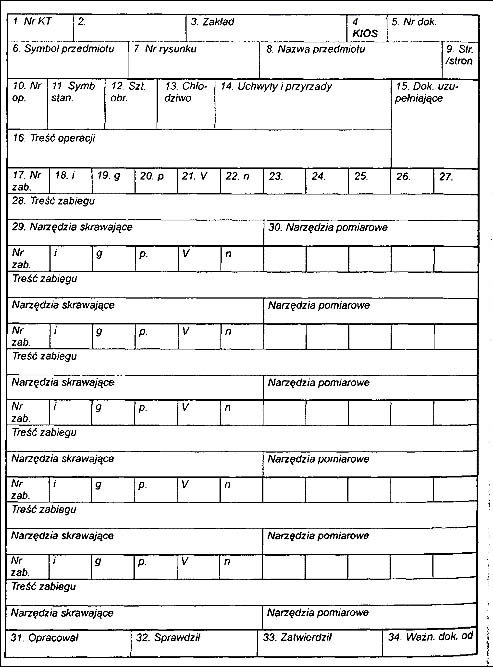 1 Nr KT 2. 3. Zakład 4 KIOS 5. Nr dok.
6. Symbol przedmiotu 7 Nr rysunku 8. Nazwa przedmiotu 9. Str. /stron
10. Nr op. 11 Symb stan. 12. Szt. obr. 13. Chło-dziwo 14. Uchwyty i przyrządy 15. Dok. uzu-pełniające
16. Treść operacji
17. Nr zab. 18. i 19. g 20. p 21. V 22. n 23. 24. 25. 26. 27.
28. Treść zabiegu
29. Narzędzia skrawające 30. Narzędzia pomiarowe
Nr zab. i g p. V n
Treść zabiegu
Narzędzia skrawające Narzędzia pomiarowe
Nr zab. i g p. V n
Treść zabiegu
Narzędzia skrawające Narzędzia pomiarowe
Nr zab. i g p. V n
Treść zabiegu
Narzędzia skrawające Narzędzia pomiarowe
Nr zab. i g p. V n
Treść zabiegu
Narzędzia skrawające Narzędzia pomiarowe
Nr zab. i g p. V n
Treść zabiegu
Narzędzia skrawające Narzędzia pomiarowe
31. Opracował 32. Sprawdził 33. Zatwierdził 34. Ważn. dok. od